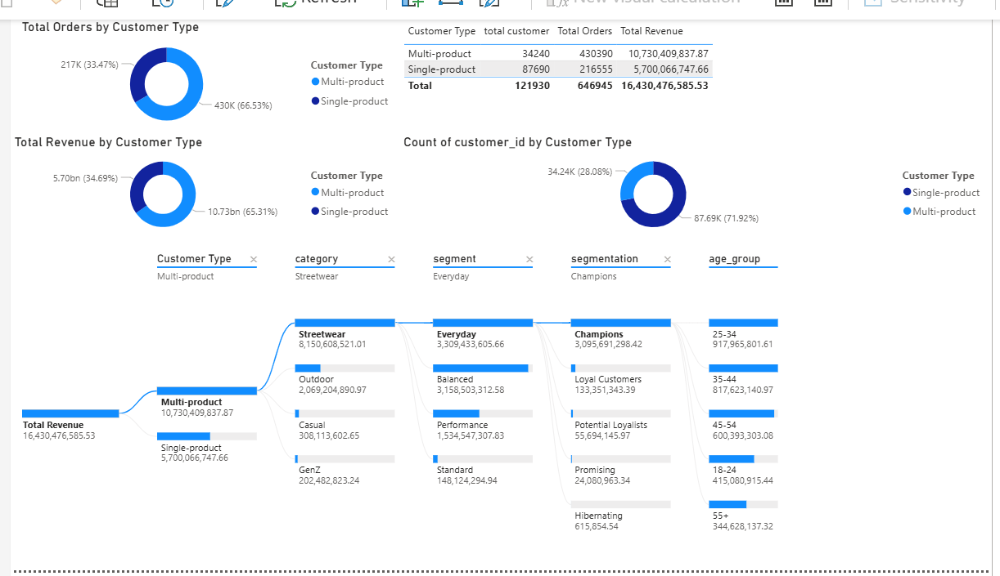 Refresh
New visual calculation
Sensitivity
Total Orders by Customer Type
217K (33.47%)
430K (66.53%)
Customer Type
Multi-product
Single-product
Customer Type total customer Total Orders Total Revenue
Multi-product 34240 430390 10,730,409,837.87
Single-product 87690 216555 5,700,066,747.66
Total 121930 646945 16,430,476,585.53
Total Revenue by Customer Type
5.70bn (34.69%)
10.73bn (65.31%)
Customer Type
Multi-product
Single-product
Count of customer_id by Customer Type
34.24K (28.08%)
87.69K (71.92%)
Customer Type
Single-product
Multi-product
Customer Type × category × segment × segmentation × age_group
Multi-product Streetwear Everyday Champions
Total Revenue
16,430,476,585.53
Multi-product
10,730,409,837.87
Single-product
5,700,066,747.66
Streetwear
8,150,608,521.01
Outdoor
2,069,204,890.97
Casual
308,113,602.65
GenZ
202,482,823.24
Everyday
3,309,433,605.66
Balanced
3,158,503,312.58
Performance
1,534,547,307.83
Standard
148,124,294.94
Champions
3,095,691,298.42
Loyal Customers
133,351,343.39
Potential Loyalists
55,694,145.97
Promising
24,080,963.34
Hibernating
615,854.54
25-34
917,965,801.61
35-44
817,623,140.97
45-54
600,393,303.08
18-24
415,080,915.44
55+
344,628,137.32